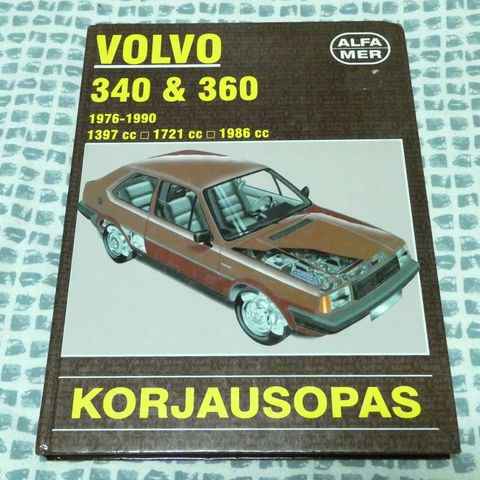 VOLVO
ALFA
MER
340 & 360
1976-1990
1397 cc □ 1721 cc □ 1986 cc
KORJAUSOPAS